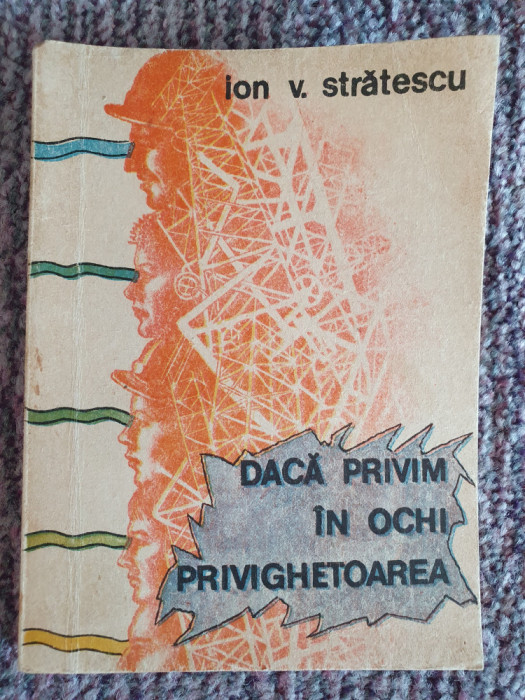 ion v. strătescu
DACĂ PRIVIM
ÎN OCHI
PRIVIGHETOAREA